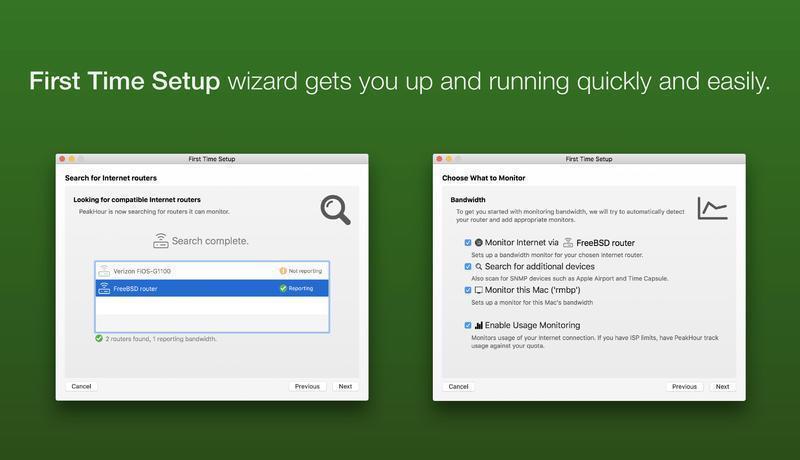 First Time Setup wizard gets you up and running quickly and easily.
First Time Setup
Search for Internet routers
Looking for compatible Internet routers
PeakHour is now searching for routers it can monitor.
Search complete.
Verizon FiOS-G1100 Not reporting
FreeBSD router Reporting
2 routers found, 1 reporting bandwidth.
Cancel Previous Next
First Time Setup
Choose What to Monitor
Bandwidth
To get you started with monitoring bandwidth, we will try to automatically detect
your router and add appropriate monitors.
Monitor Internet via FreeBSD router
Sets up a bandwidth monitor for your chosen internet router.
Search for additional devices
Also scan for SNMP devices such as Apple Airport and Time Capsule.
Monitor this Mac ('rmbp')
Sets up a monitor for this Mac's bandwidth
Enable Usage Monitoring
Monitors usage of your Internet connection. If you have ISP limits, have PeakHour track
usage against your quota.
Cancel Previous Next